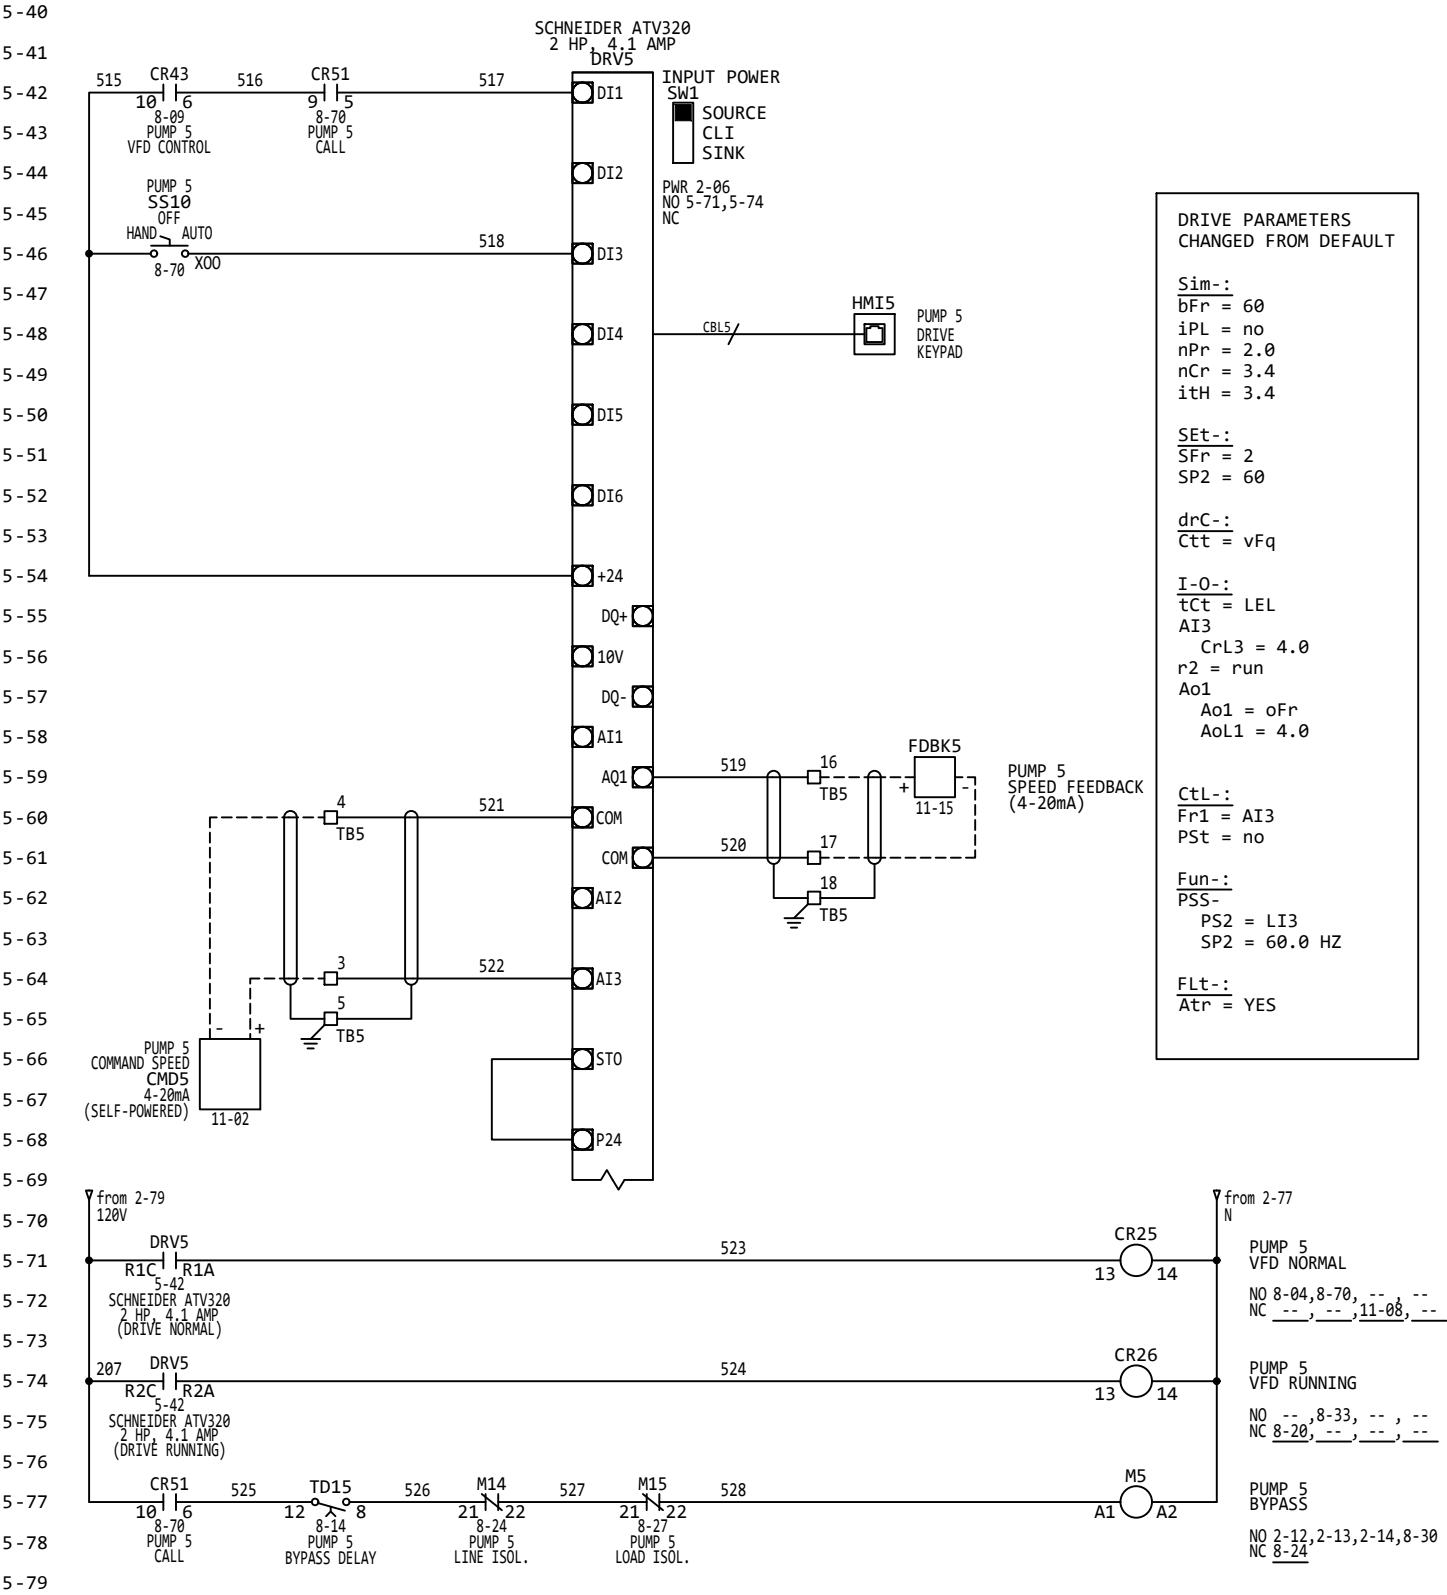 5-40
SCHNEIDER ATV320
2 HP, 4.1 AMP
5-41
DRV5
INPUT POWER
515 CR43 516 CR51 517
SW1
5-42
DI1
10 6 9 5
SOURCE
8-09 8-70
5-43
PUMP 5 PUMP 5
CLI
VFD CONTROL CALL
SINK
5-44
DI2
PUMP 5
PWR 2-06
SS10
NO 5-71,5-74
5-45
OFF
NC
DRIVE PARAMETERS
HAND AUTO
518
CHANGED FROM DEFAULT
5-46
DI3
8-70 XOO
Sim-:
5-47
HMI5
bFr = 60
PUMP 5
5-48
DI4
CBL5
DRIVE
iPL = no
KEYPAD
nPr = 2.0
5-49
nCr = 3.4
itH = 3.4
5-50
DI5
SEt-:
5-51
SFr = 2
SP2 = 60
5-52
DI6
drC-:
5-53
Ctt = vFq
5-54
+24
I-O-:
tCt = LEL
5-55
DQ+
AI3
CrL3 = 4.0
5-56
10V
r2 = run
5-57
DQ-
Ao1
Ao1 = oFr
5-58
AI1
AoL1 = 4.0
FDBK5
519 16
PUMP 5
5-59
AQ1
TB5
+ -
SPEED FEEDBACK
11-15
(4-20mA)
CtL-:
4 521
5-60
COM
Fr1 = AI3
TB5
PSt = no
520 17
5-61
COM
Fun-:
18
5-62
AI2
PSS-
TB5
PS2 = LI3
5-63
SP2 = 60.0 HZ
3 522
5-64
AI3
FLt-:
5
Atr = YES
5-65
TB5
- +
PUMP 5
5-66
COMMAND SPEED
STO
CMD5
5-67
4-20mA
(SELF-POWERED)
11-02
5-68
P24
5-69
from 2-79
120V
from 2-77
N
5-70
DRV5
523
CR25
PUMP 5
5-71
VFD NORMAL
R1C R1A
13 14
5-42
5-72
SCHNEIDER ATV320
NO 8-04,8-70, -- , --
2 HP, 4.1 AMP
NC -- , -- ,11-08, --
(DRIVE NORMAL)
5-73
207 DRV5
524
CR26
PUMP 5
5-74
VFD RUNNING
R2C R2A
13 14
5-42
5-75
SCHNEIDER ATV320
NO -- ,8-33, -- , --
2 HP, 4.1 AMP
NC 8-20, -- , -- , --
(DRIVE RUNNING)
5-76
CR51 525 TD15 526 M14 527 M15 528 M5
PUMP 5
5-77
BYPASS
10 6 12 8 21 22 21 22 A1 A2
8-70 8-14 8-24 8-27
5-78
PUMP 5 PUMP 5 PUMP 5 PUMP 5
NO 2-12,2-13,2-14,8-30
CALL BYPASS DELAY LINE ISOL. LOAD ISOL.
NC 8-24
5-79